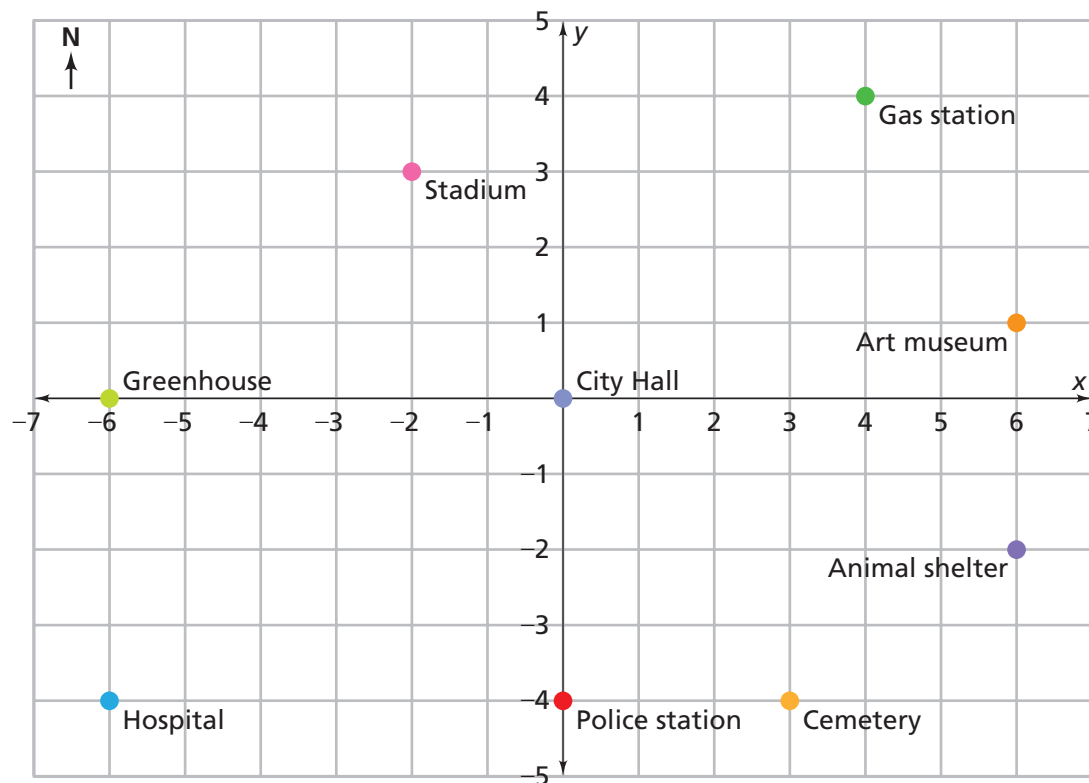 5
N
y
4
Gas station
3
Stadium
2
1
Art museum
Greenhouse
City Hall
x
−7 −6 −5 −4 −3 −2 −1 1 2 3 4 5 6 7
−1
−2
Animal shelter
−3
−4
Hospital
Police station
Cemetery
−5